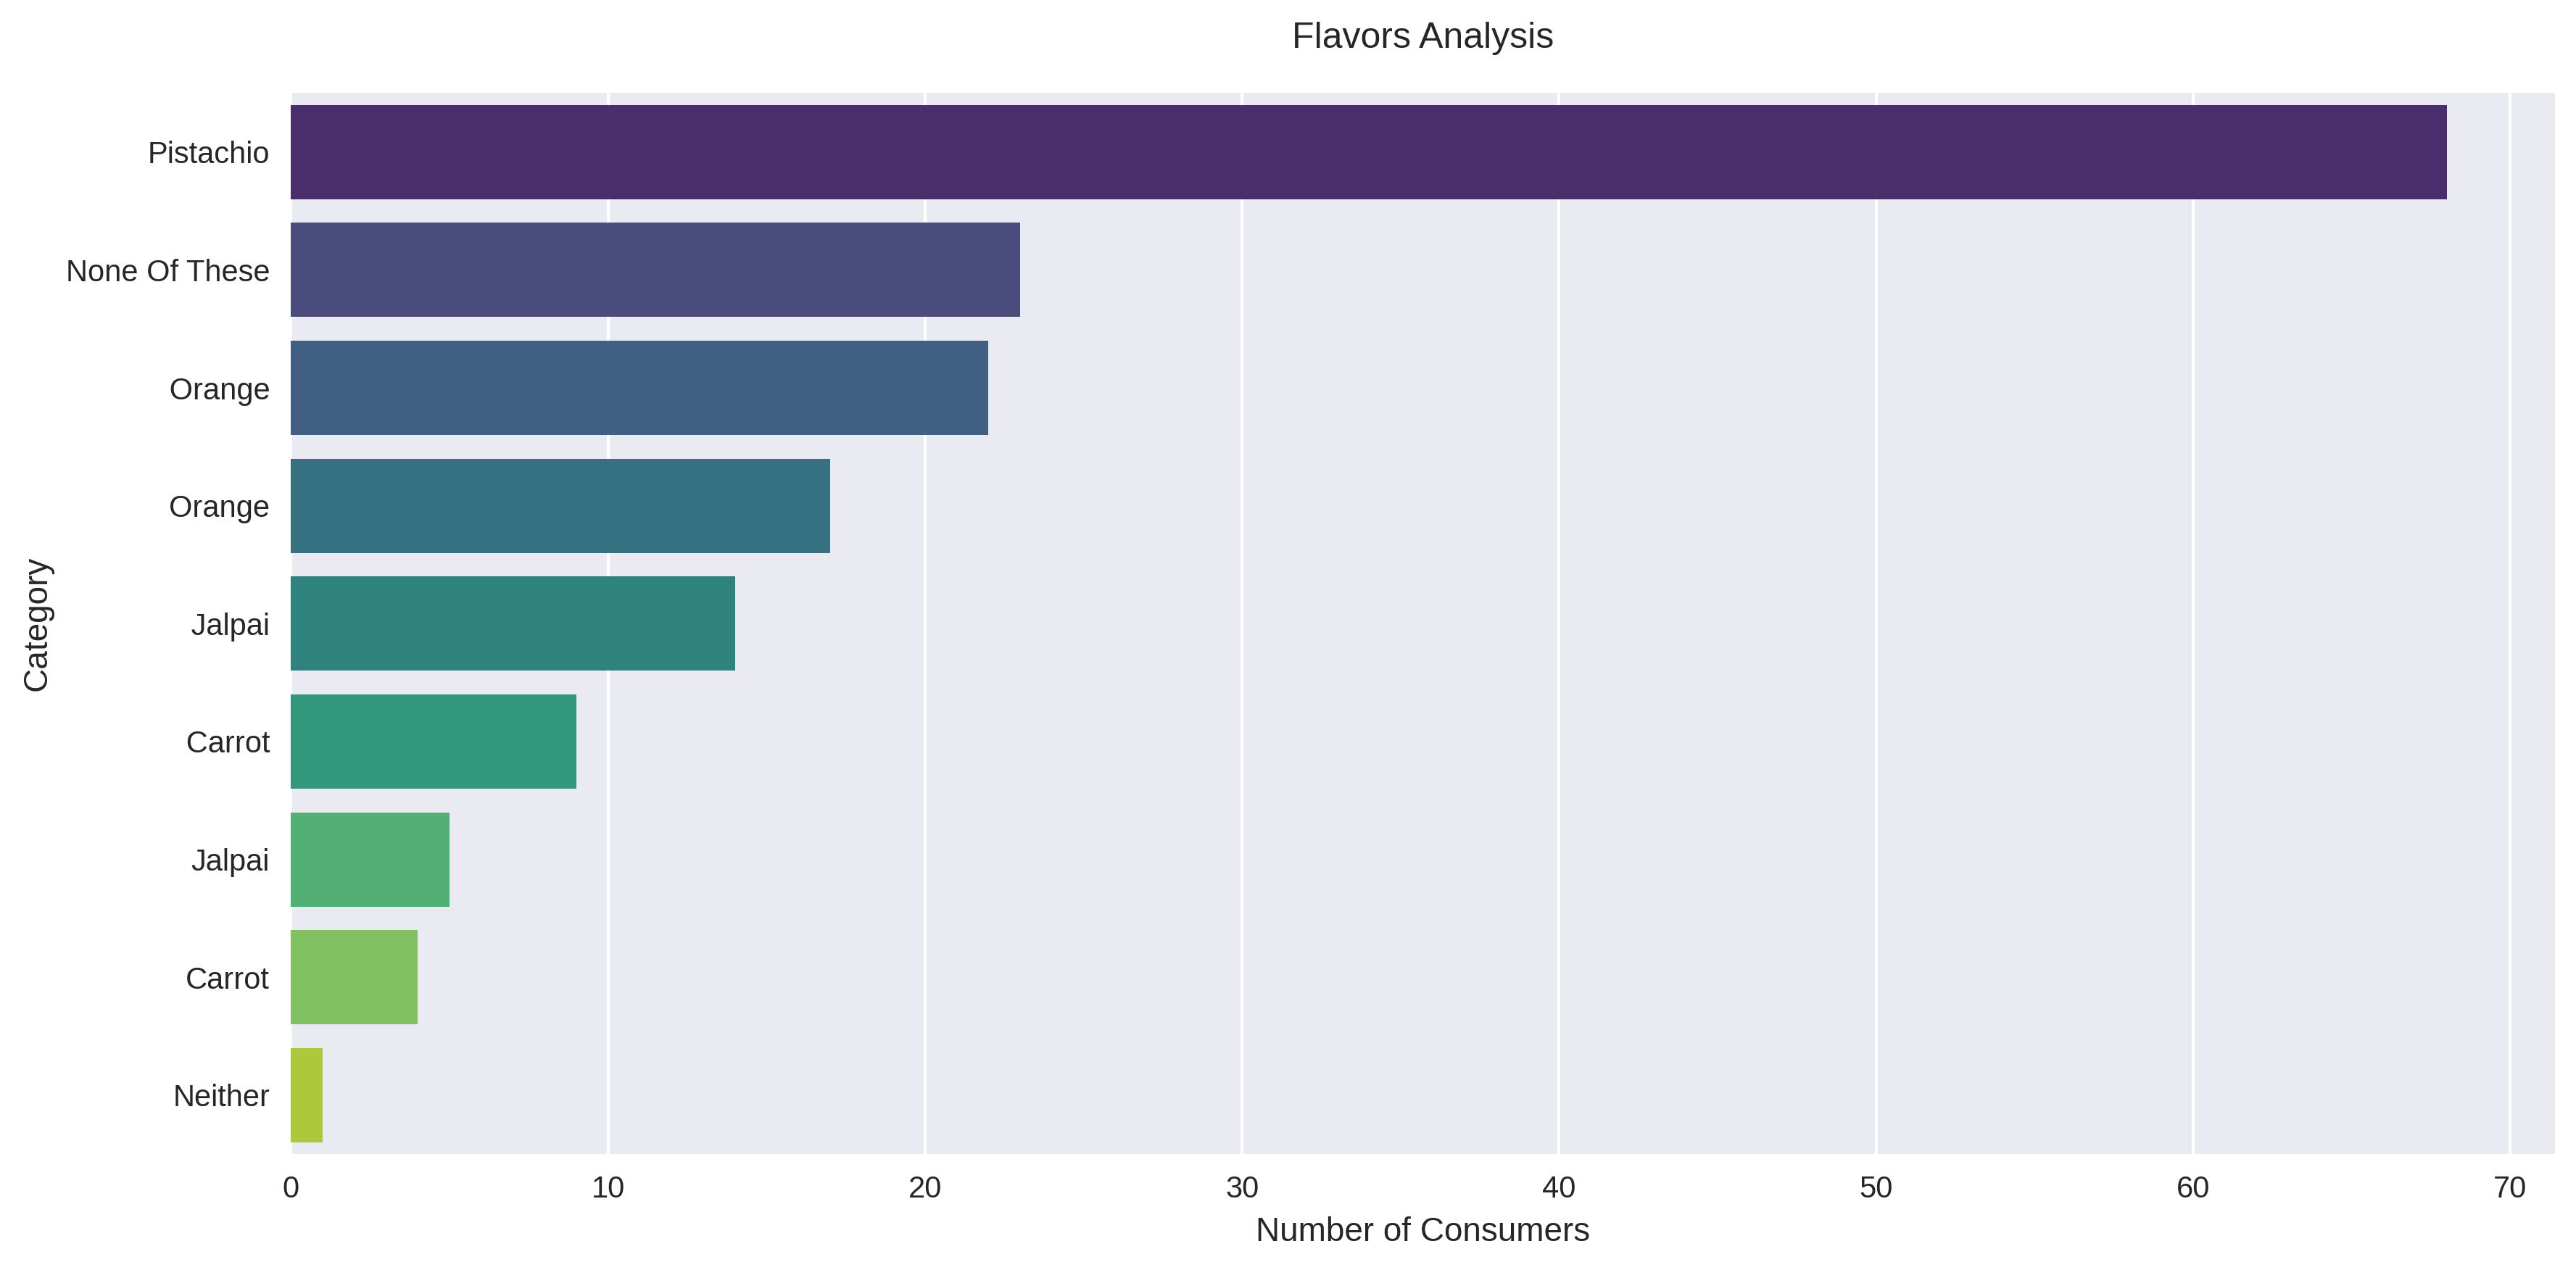 Flavors Analysis
Pistachio
None Of These
Orange
Orange
Jalpai
Carrot
Jalpai
Carrot
Neither
Category
0 10 20 30 40 50 60 70
Number of Consumers